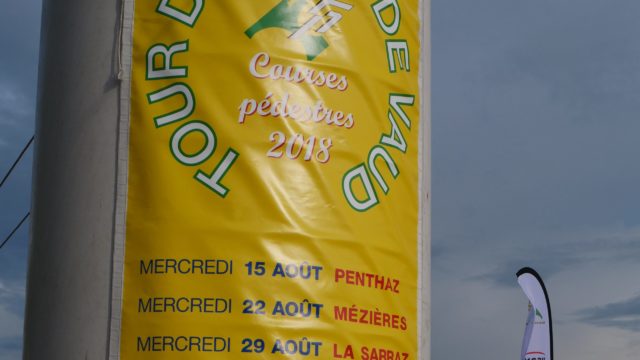 TOUR D
DE VAUD
Courses
pédestres
2018
MERCREDI 15 AOÛT PENTHAZ
MERCREDI 22 AOÛT MÉZIÈRES
MERCREDI 29 AOÛT LA SARRAZ